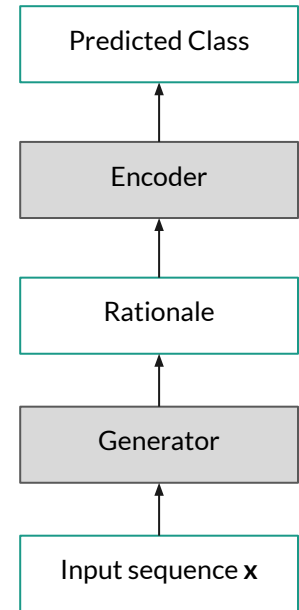 Predicted Class
Encoder
Rationale
Generator
Input sequence x